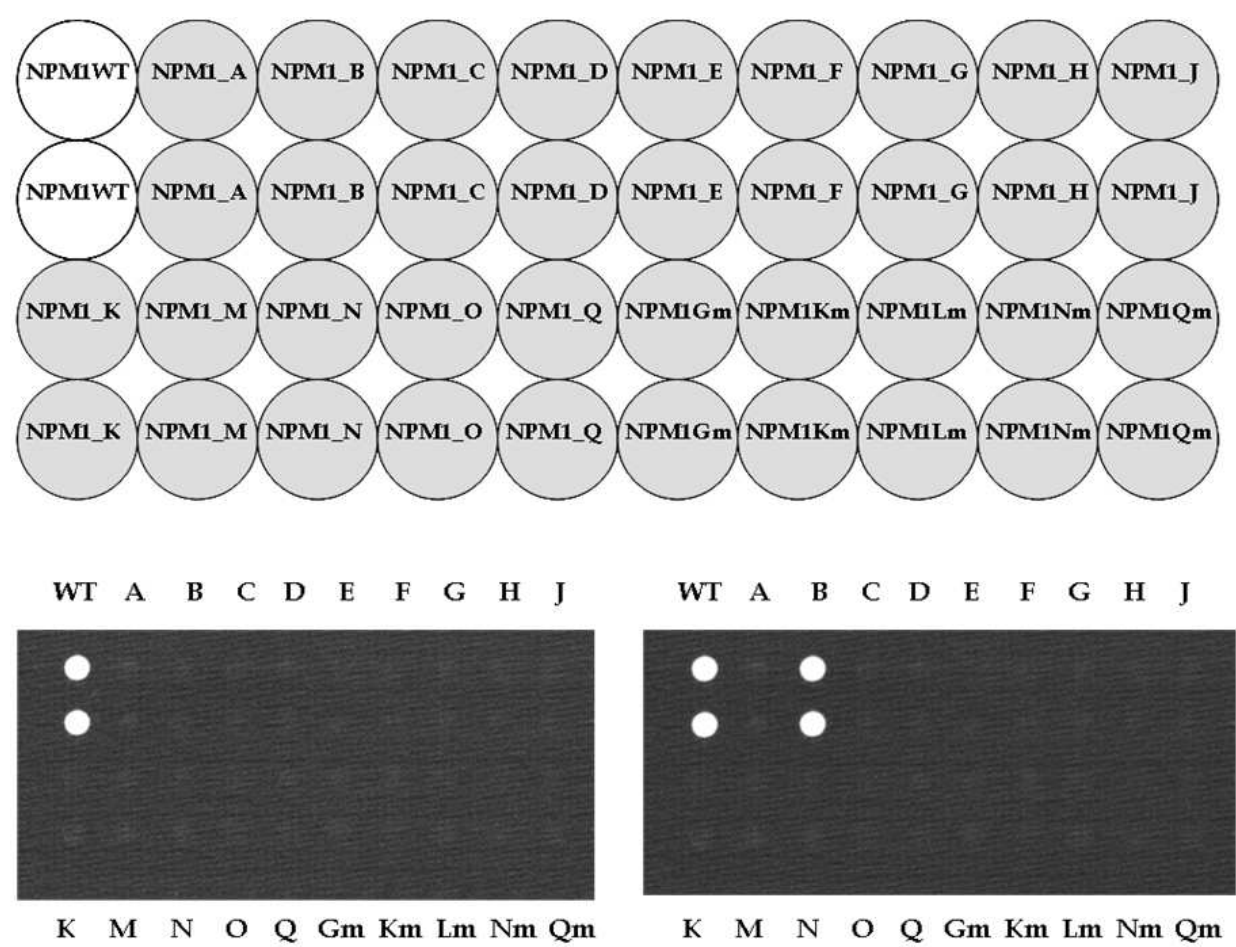 NPM1WT NPM1_A NPM1_B NPM1_C NPM1_D NPM1_E NPM1_F NPM1_G NPM1_H NPM1_J
NPM1WT NPM1_A NPM1_B NPM1_C NPM1_D NPM1_E NPM1_F NPM1_G NPM1_H NPM1_J
NPM1_K NPM1_M NPM1_N NPM1_O NPM1_Q NPM1Gm NPM1Km NPM1Lm NPM1Nm NPM1Qm
NPM1_K NPM1_M NPM1_N NPM1_O NPM1_Q NPM1Gm NPM1Km NPM1Lm NPM1Nm NPM1Qm
WT A B C D E F G H J
K M N O Q Gm Km Lm Nm Qm
WT A B C D E F G H J
K M N O Q Gm Km Lm Nm Qm